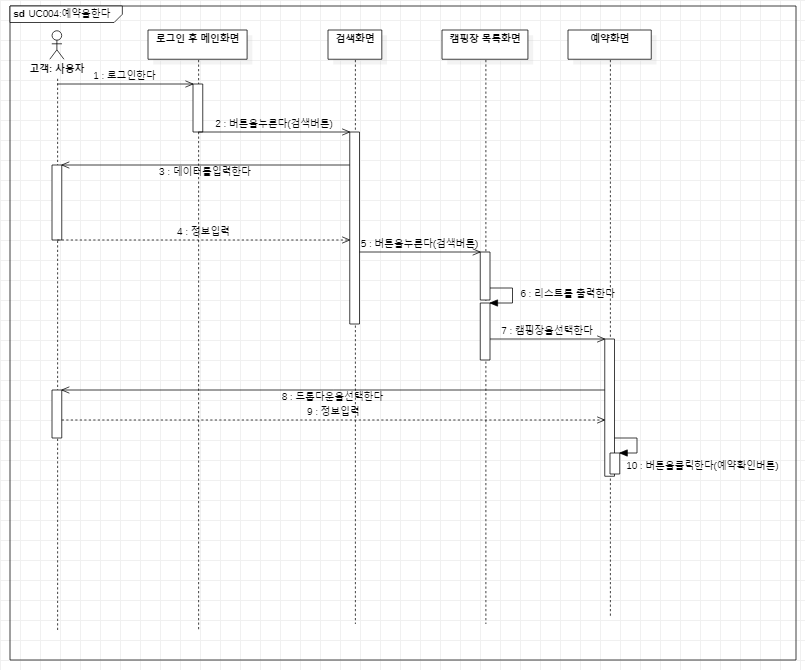 sd UC004:예약을한다
로그인 후 메인화면
검색화면
캠핑장 목록화면
예약화면
고객: 사용자
1 : 로그인한다
2 : 버튼을누른다(검색버튼)
3 : 데이터를입력한다
4 : 정보입력
5 : 버튼을누른다(검색버튼)
6 : 리스트를 출력한다
7 : 캠핑장을선택한다
8 : 드롭다운을선택한다
9 : 정보입력
10 : 버튼을클릭한다(예약확인버튼)